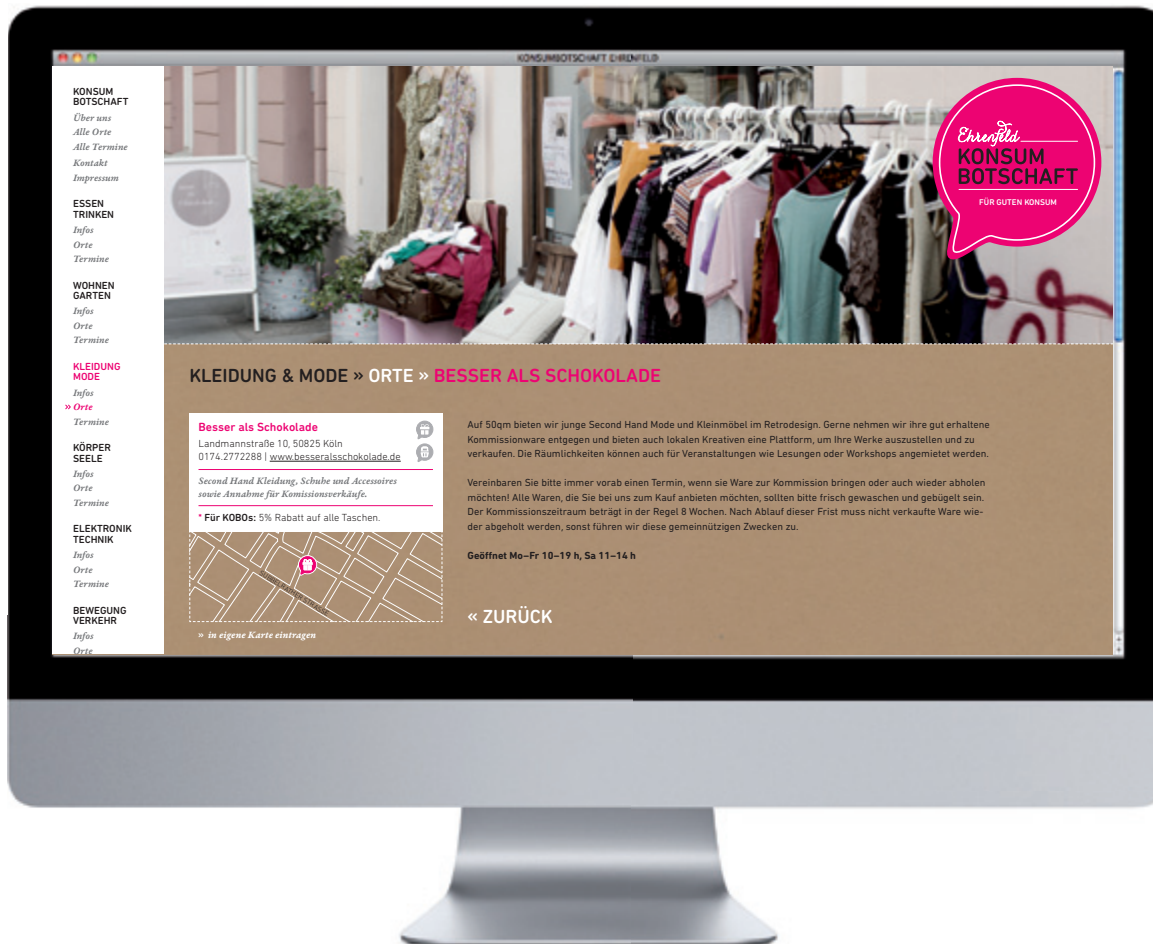 KONSUMBOTSCHAFT EHRENFELD
KONSUM
BOTSCHAFT
Über uns
Alle Orte
Alle Termine
Kontakt
Impressum
ESSEN
TRINKEN
Infos
Orte
Termine
WOHNEN
GARTEN
Infos
Orte
Termine
KLEIDUNG
MODE
Infos
» Orte
Termine
KÖRPER
SEELE
Infos
Orte
Termine
ELEKTRONIK
TECHNIK
Infos
Orte
Termine
BEWEGUNG
VERKEHR
Infos
Orte
Ehrenfeld
KONSUM
BOTSCHAFT
FÜR GUTEN KONSUM
KLEIDUNG & MODE » ORTE » BESSER ALS SCHOKOLADE
Besser als Schokolade
Landmannstraße 10, 50825 Köln
0174.2772288 | www.besseralsschokolade.de
Second Hand Kleidung, Schuhe und Accessoires
sowie Annahme für Komissionsverkäufe.
* Für KOBOs: 5% Rabatt auf alle Taschen.
» in eigene Karte eintragen
Auf 50qm bieten wir junge Second Hand Mode und Kleinmöbel im Retrodesign. Gerne nehmen wir ihre gut erhaltene
Kommissionware entgegen und bieten auch lokalen Kreativen eine Plattform, um Ihre Werke auszustellen und zu
verkaufen. Die Räumlichkeiten können auch für Veranstaltungen wie Lesungen oder Workshops angemietet werden.
Vereinbaren Sie bitte immer vorab einen Termin, wenn sie Ware zur Kommission bringen oder auch wieder abholen
möchten! Alle Waren, die Sie bei uns zum Kauf anbieten möchten, sollten bitte frisch gewaschen und gebügelt sein.
Der Kommissionszeitraum beträgt in der Regel 8 Wochen. Nach Ablauf dieser Frist muss nicht verkaufte Ware wie-
der abgeholt werden, sonst führen wir diese gemeinnützigen Zwecken zu.
Geöffnet Mo–Fr 10–19 h, Sa 11–14 h
« ZURÜCK